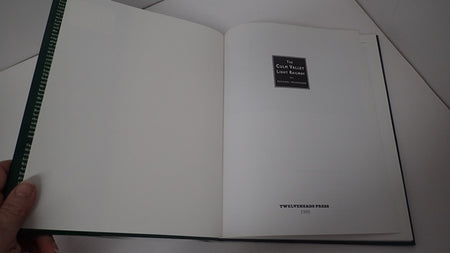 The
Culm Valley
Light Railway
TWELVEHEADS PRESS